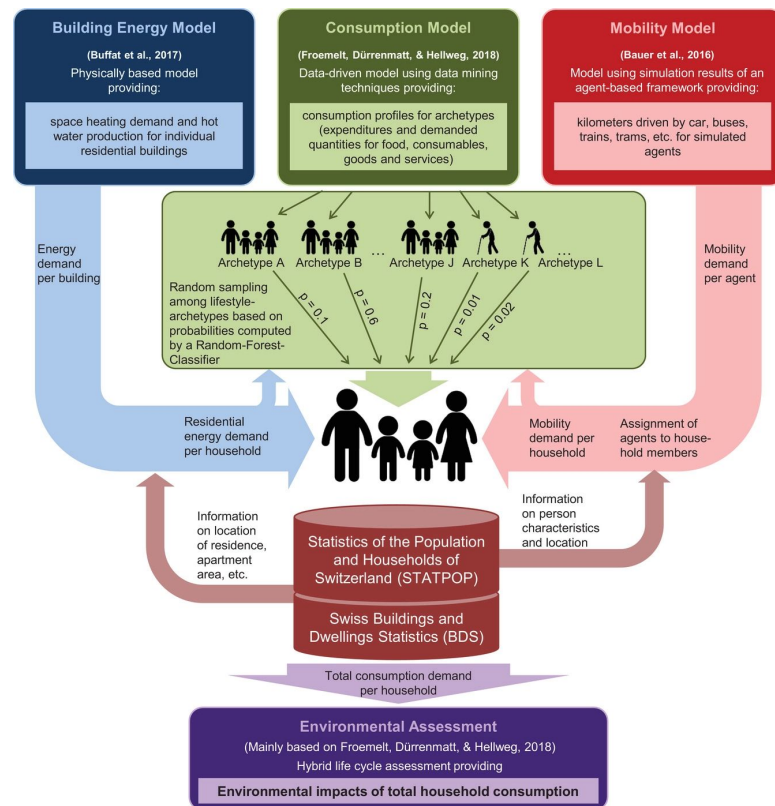 Building Energy Model
(Buffat et al., 2017)
Physically based model
providing:
space heating demand and hot
water production for individual
residential buildings
Consumption Model
(Froemelt, Dürrenmatt, & Hellweg, 2018)
Data-driven model using data mining
techniques providing:
consumption profiles for archetypes
(expenditures and demanded
quantities for food, consumables,
goods and services)
Mobility Model
(Bauer et al., 2016)
Model using simulation results of an
agent-based framework providing:
kilometers driven by car, buses,
trains, trams, etc. for simulated
agents
Energy
demand
per building
Archetype A
Archetype B
...
Archetype J
Archetype K
...
Archetype L
Random sampling
among lifestyle-
archetypes based on
probabilities computed
by a Random-Forest-
Classifier
p = 0.1
p = 0.6
p = 0.2
p = 0.01
p = 0.02
Mobility
demand
per agent
Residential
energy demand
per household
Mobility
demand per
household
Assignment of
agents to house-
hold members
Information
on location
of residence,
apartment
area, etc.
Information
on person
characteristics
and location
Statistics of the Population
and Households of
Switzerland (STATPOP)
Swiss Buildings and
Dwellings Statistics (BDS)
Total consumption demand
per household
Environmental Assessment
(Mainly based on Froemelt, Dürrenmatt, & Hellweg, 2018)
Hybrid life cycle assessment providing
Environmental impacts of total household consumption